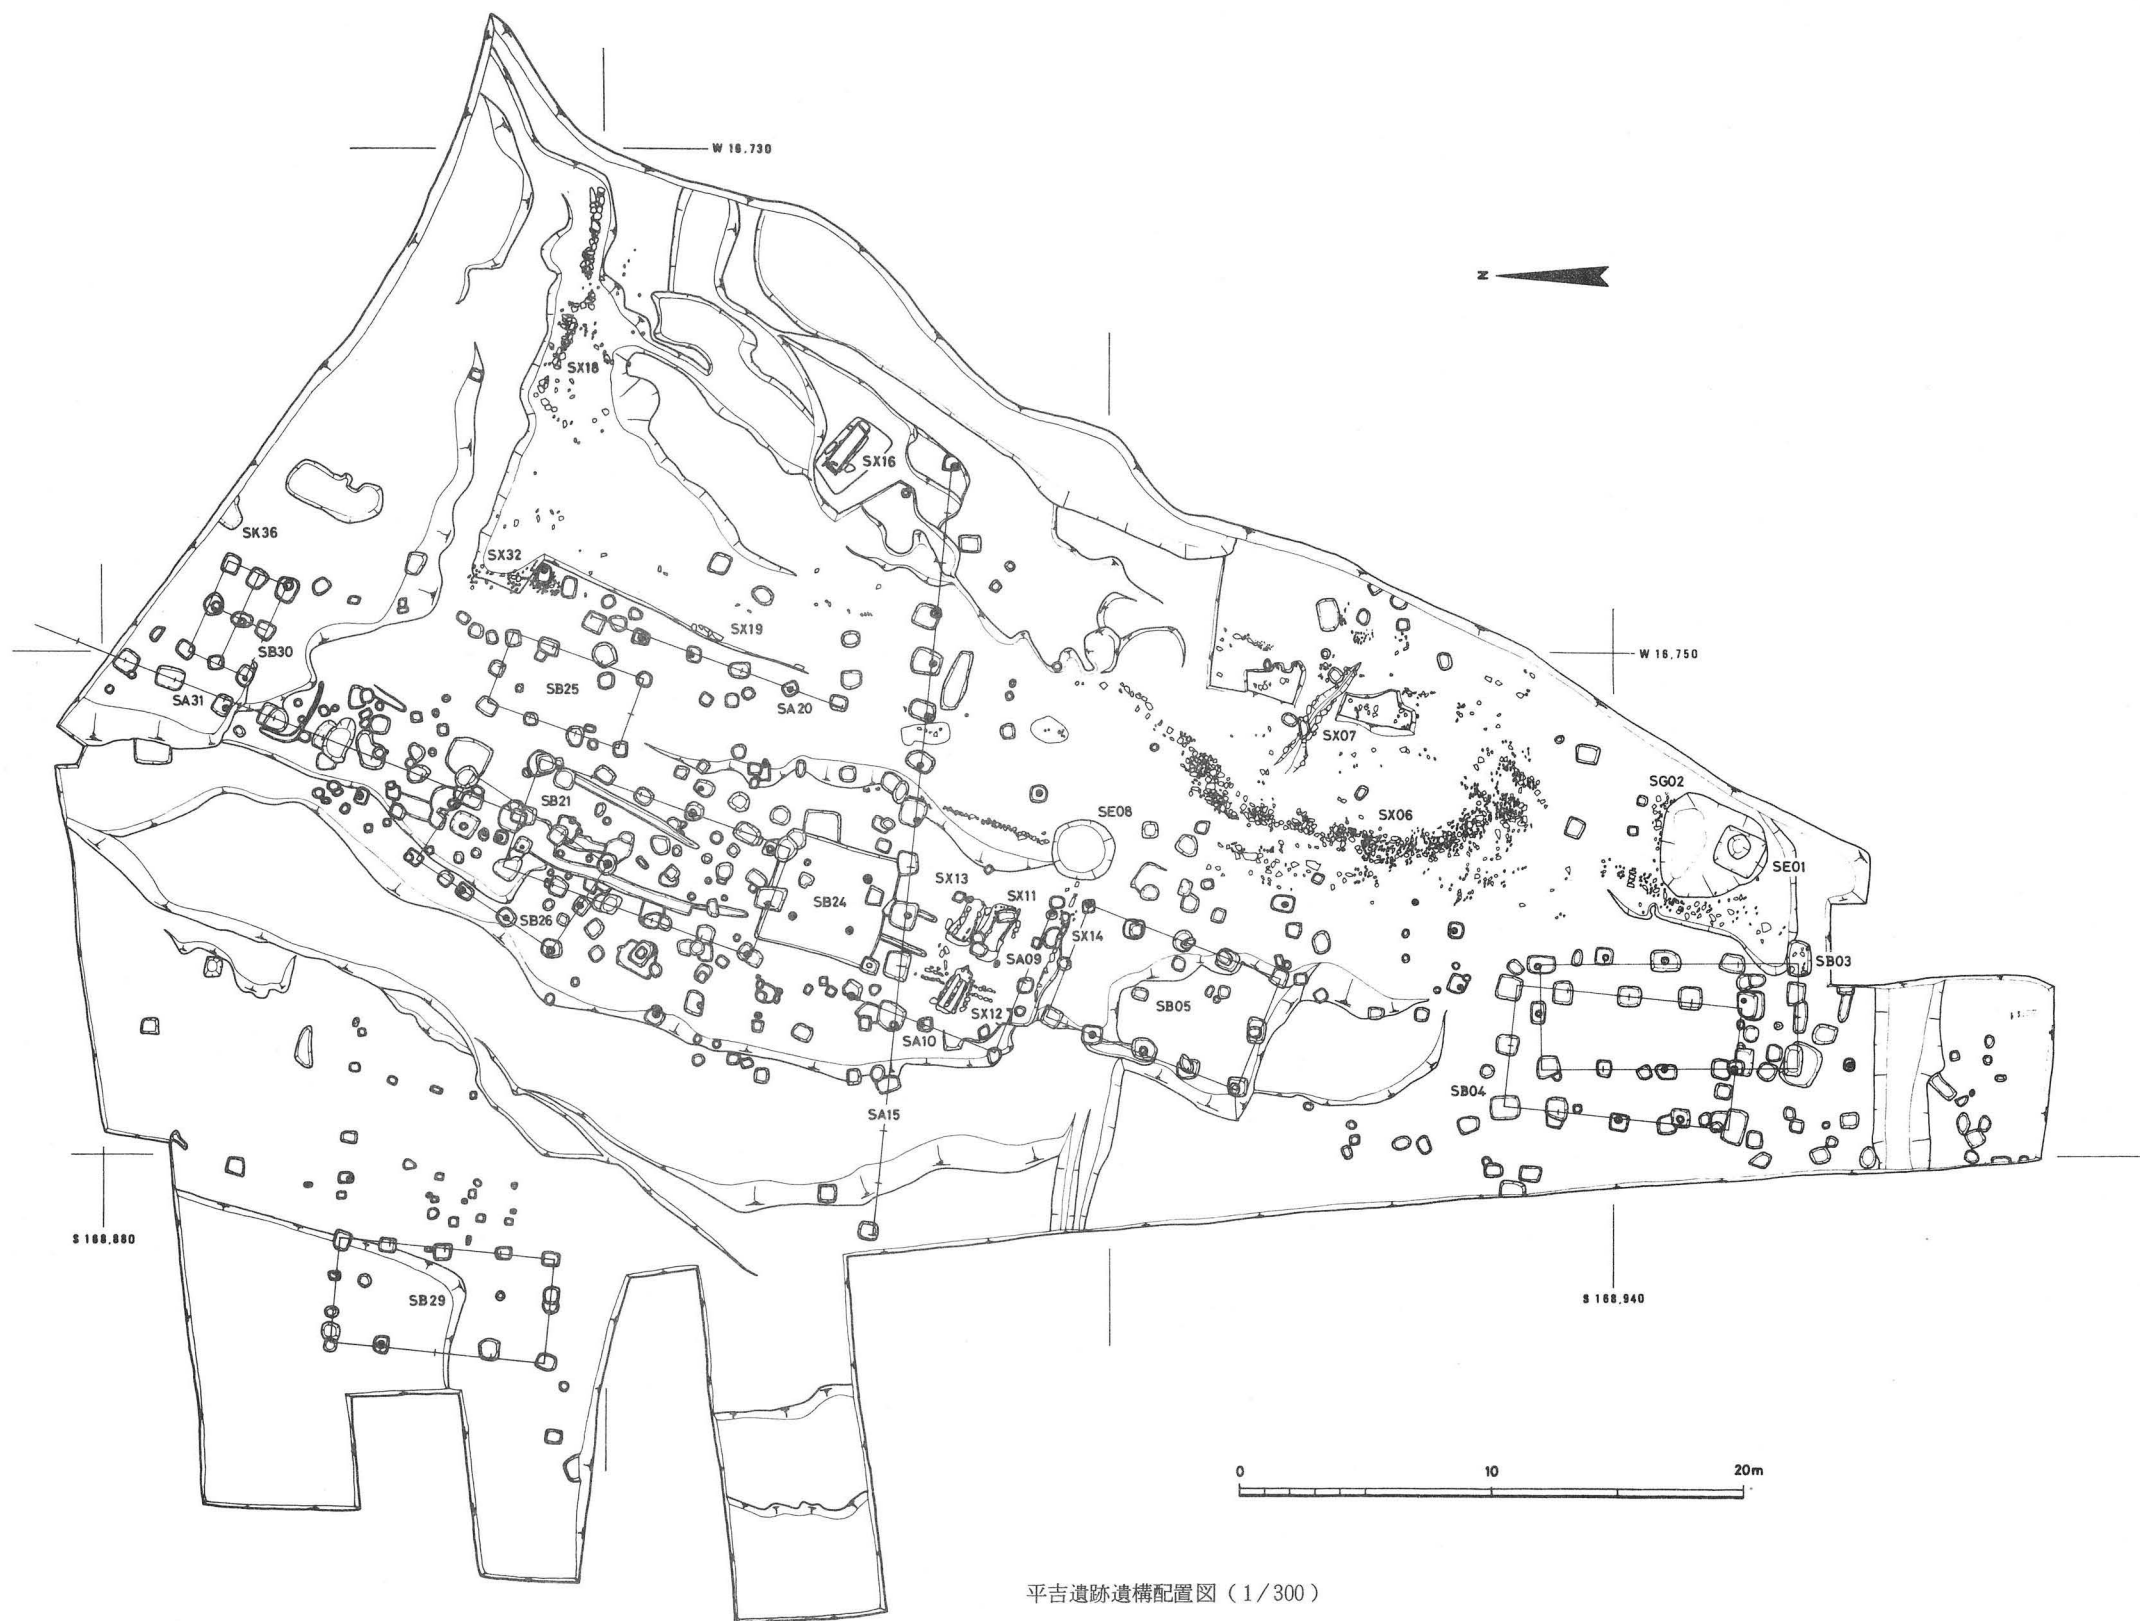 W 16.730
N
SX18
SX16
SK36
SX32
SX19
SB30
W 16,750
SB25
SA31
SA20
SX07
SG02
SB21
SE08
SX06
SE01
SX13
SX11
SB24
SB26
SX14
SA09
SB03
SX12
SB05
SA10
SB04
SA15
S 168,880
SB29
S 168,940
0 10 20m
平吉遺跡遺構配置図（1/300）